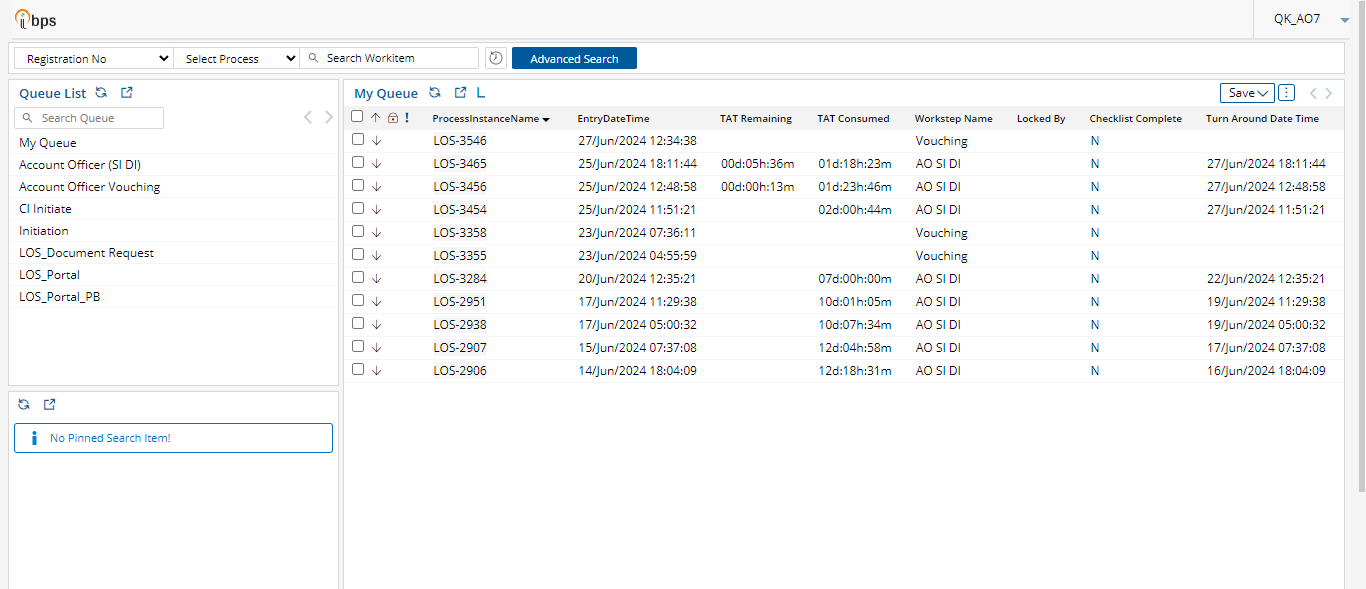 ibps
QK_AO7
Registration No Select Process Search Workitem Advanced Search
Queue List
Search Queue
My Queue
Account Officer (SI DI)
Account Officer Vouching
CI Initiate
Initiation
LOS_Document Request
LOS_Portal
LOS_Portal_PB
No Pinned Search Item!
My Queue L Save
ProcessInstanceName EntryDateTime TAT Remaining TAT Consumed Workstep Name Locked By Checklist Complete Turn Around Date Time
LOS-3546 27/Jun/2024 12:34:38 Vouching N
LOS-3465 25/Jun/2024 18:11:44 00d:05h:36m 01d:18h:23m AO SI DI N 27/Jun/2024 18:11:44
LOS-3456 25/Jun/2024 12:48:58 00d:00h:13m 01d:23h:46m AO SI DI N 27/Jun/2024 12:48:58
LOS-3454 25/Jun/2024 11:51:21 02d:00h:44m AO SI DI N 27/Jun/2024 11:51:21
LOS-3358 23/Jun/2024 07:36:11 Vouching N
LOS-3355 23/Jun/2024 04:55:59 Vouching N
LOS-3284 20/Jun/2024 12:35:21 07d:00h:00m AO SI DI N 22/Jun/2024 12:35:21
LOS-2951 17/Jun/2024 11:29:38 10d:01h:05m AO SI DI N 19/Jun/2024 11:29:38
LOS-2938 17/Jun/2024 05:00:32 10d:07h:34m AO SI DI N 19/Jun/2024 05:00:32
LOS-2907 15/Jun/2024 07:37:08 12d:04h:58m AO SI DI N 17/Jun/2024 07:37:08
LOS-2906 14/Jun/2024 18:04:09 12d:18h:31m AO SI DI N 16/Jun/2024 18:04:09